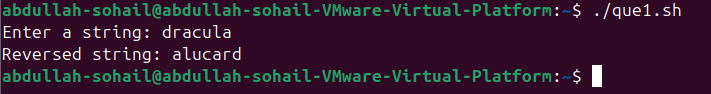 abdullah-sohail@abdullah-sohail-VMware-Virtual-Platform:~$ ./que1.sh
Enter a string: dracula
Reversed string: alucard
abdullah-sohail@abdullah-sohail-VMware-Virtual-Platform:~$